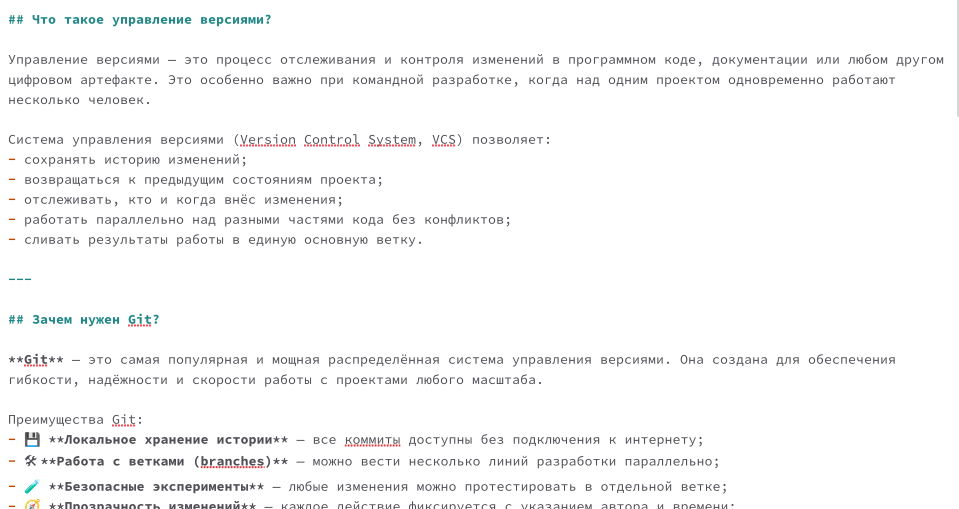 ## Что такое управление версиями?
Управление версиями — это процесс отслеживания и контроля изменений в программном коде, документации или любом другом
цифровом артефакте. Это особенно важно при командной разработке, когда над одним проектом одновременно работают
несколько человек.
Система управления версиями (Version Control System, VCS) позволяет:
- сохранять историю изменений;
- возвращаться к предыдущим состояниям проекта;
- отслеживать, кто и когда внёс изменения;
- работать параллельно над разными частями кода без конфликтов;
- сливать результаты работы в единую основную ветку.
---
## Зачем нужен Git?
**Git** — это самая популярная и мощная распределённая система управления версиями. Она создана для обеспечения
гибкости, надёжности и скорости работы с проектами любого масштаба.
Преимущества Git:
- 💾 **Локальное хранение истории** — все коммиты доступны без подключения к интернету;
- 🛠 **Работа с ветками (branches)** — можно вести несколько линий разработки параллельно;
- 🧪 **Безопасные эксперименты** — любые изменения можно протестировать в отдельной ветке;
- 🧭 **Прозрачность изменений** — каждое действие фиксируется с указанием автора и времени;